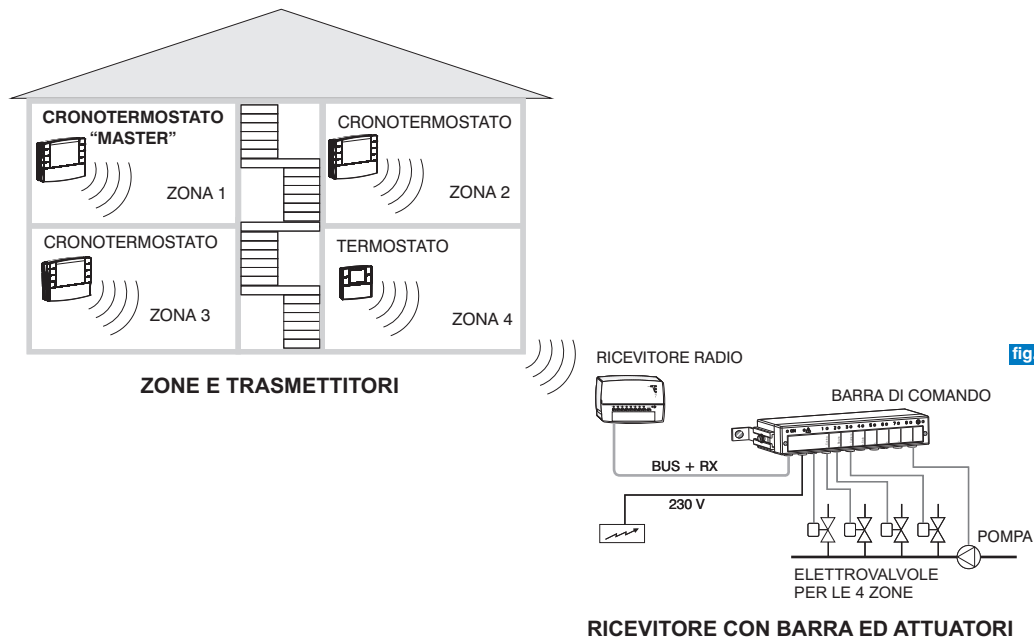 CRONOTERMOSTATO
“MASTER”
ZONA 1
CRONOTERMOSTATO
ZONA 2
CRONOTERMOSTATO
ZONA 3
TERMOSTATO
ZONA 4
ZONE E TRASMETTITORI
RICEVITORE RADIO
fig.
BARRA DI COMANDO
BUS + RX
230 V
POMPA
ELETTROVALVOLE
PER LE 4 ZONE
RICEVITORE CON BARRA ED ATTUATORI